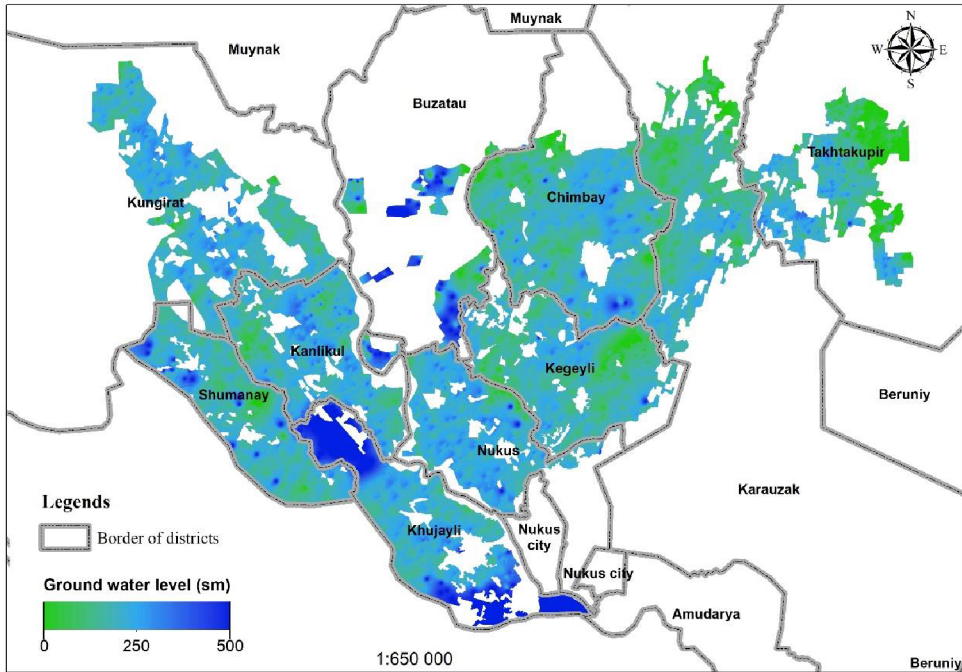 Muynak
Muynak
N
W
E
S
Buzatau
Takhtakupir
Kungirat
Chimbay
Kanlikul
Kegeyli
Beruniy
Shumanay
Nukus
Karauzak
Legends
Border of districts
Khujayli
Nukus
city
Nukus city
Ground water level (sm)
0
250
500
Amudarya
1:650 000
Beruniy